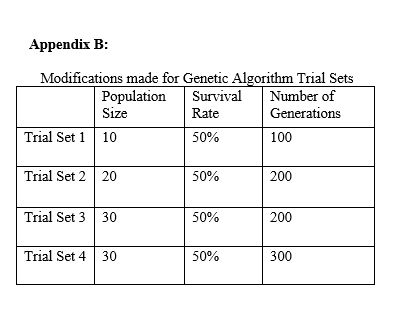 Appendix B:
Modifications made for Genetic Algorithm Trial Sets
Population Size Survival Rate Number of Generations
Trial Set 1 10 50% 100
Trial Set 2 20 50% 200
Trial Set 3 30 50% 200
Trial Set 4 30 50% 300